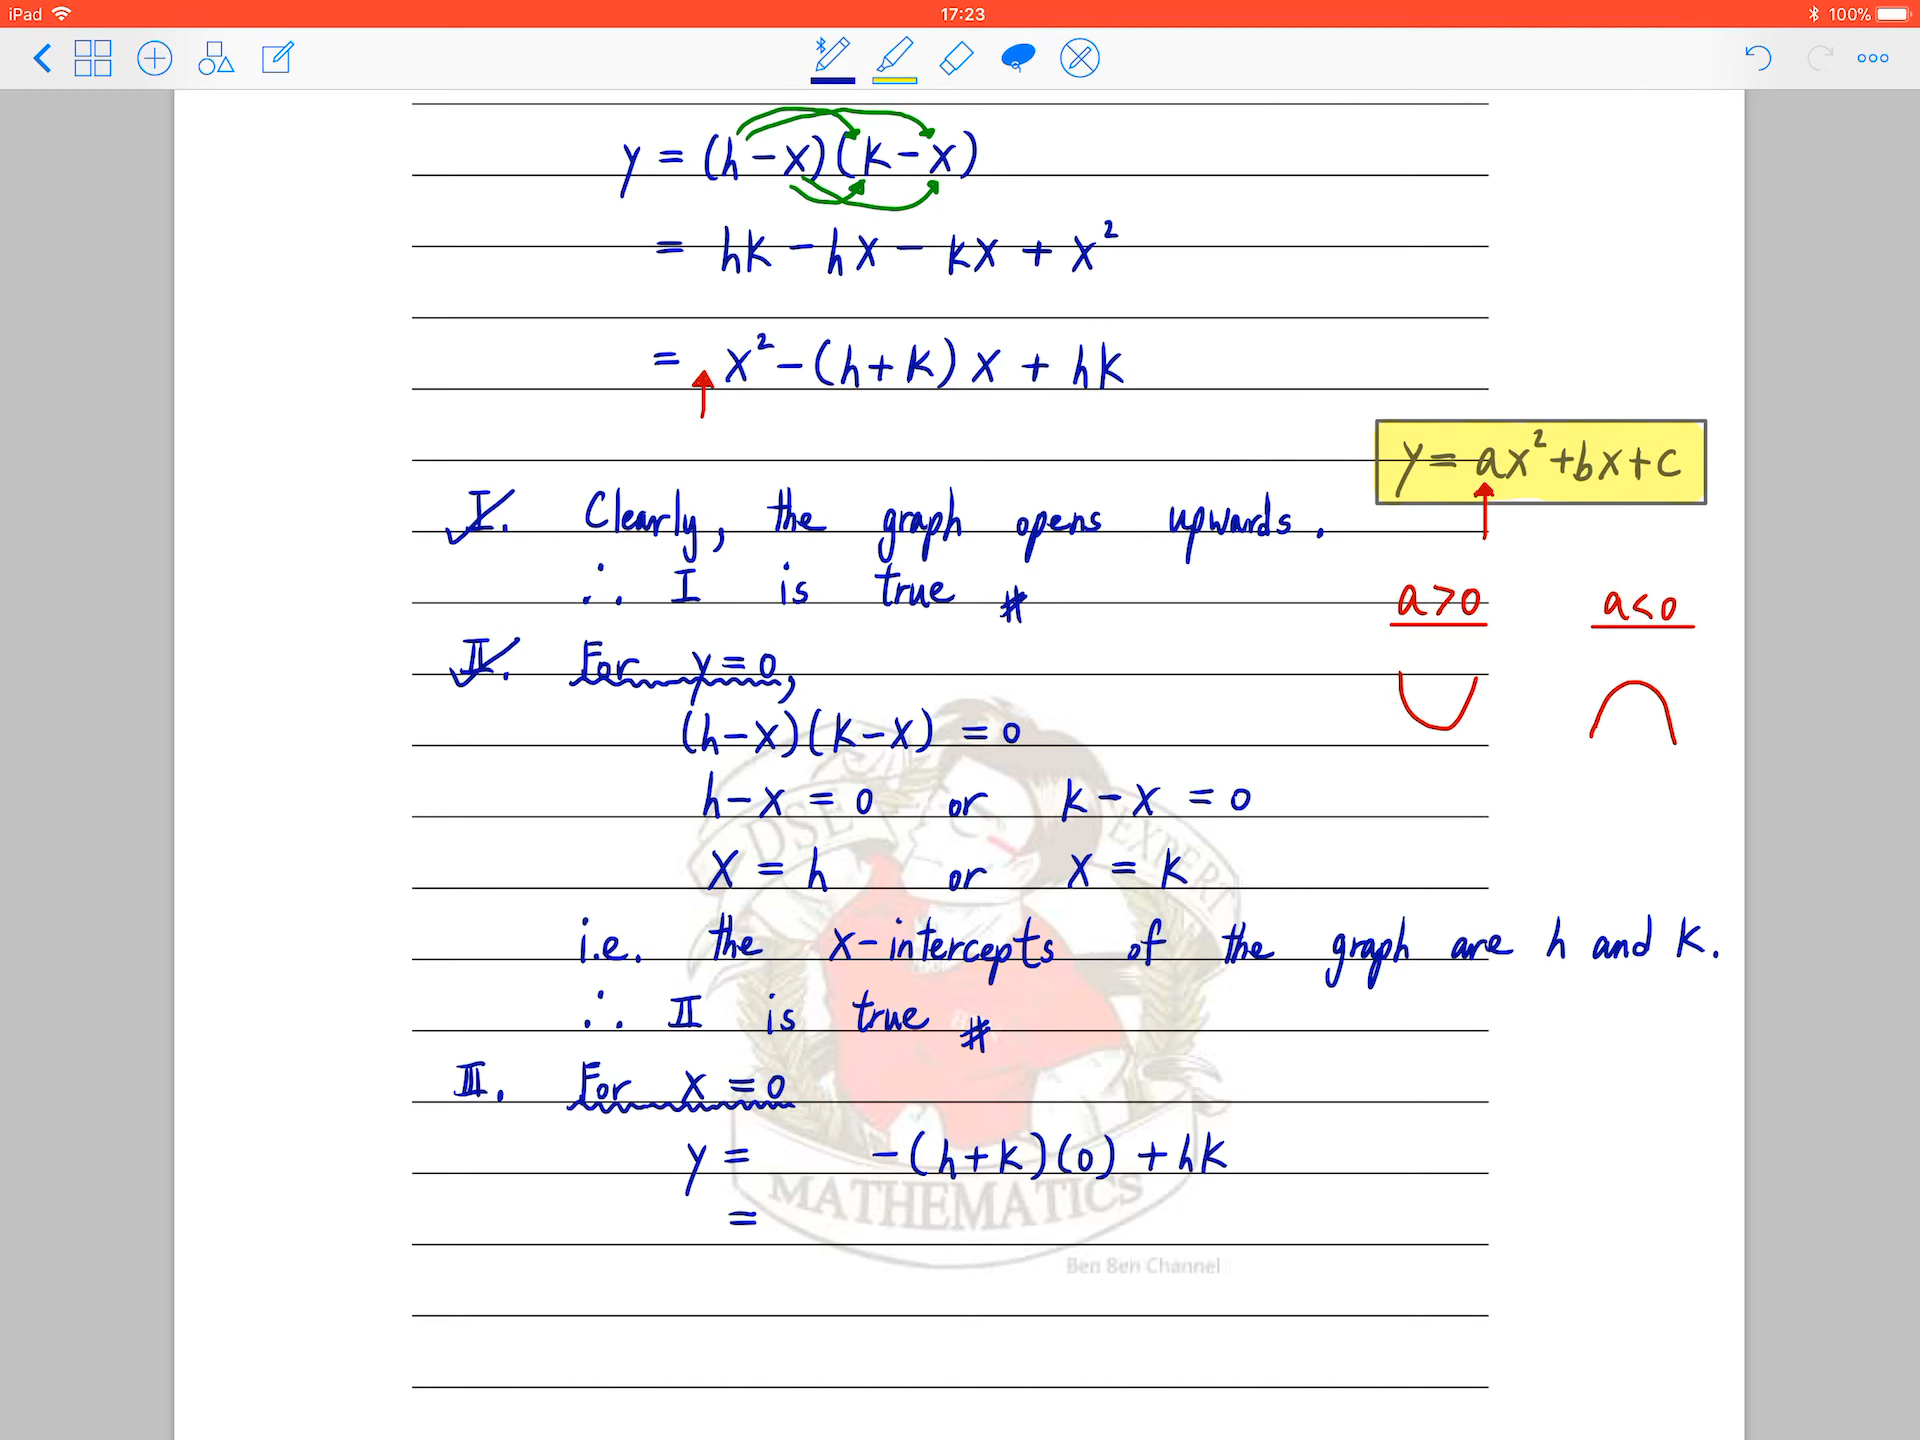 iPad 17:23 100%
y = (h-x)(k-x)
= hk - hx - kx + x²
= x² - (h+k)x + hk
y = ax²+bx+c
I. Clearly, the graph opens upwards.
∴ I is true #
a>0 a<0
II. For y=0,
(h-x)(k-x) = 0
h-x = 0 or k-x = 0
x = h or x = k
i.e. the x-intercepts of the graph are h and k.
∴ II is true #
III. For x=0
y = -(h+k)(0) + hk
=
DSE EXPERT
MATHEMATICS
Ben Ben Channel